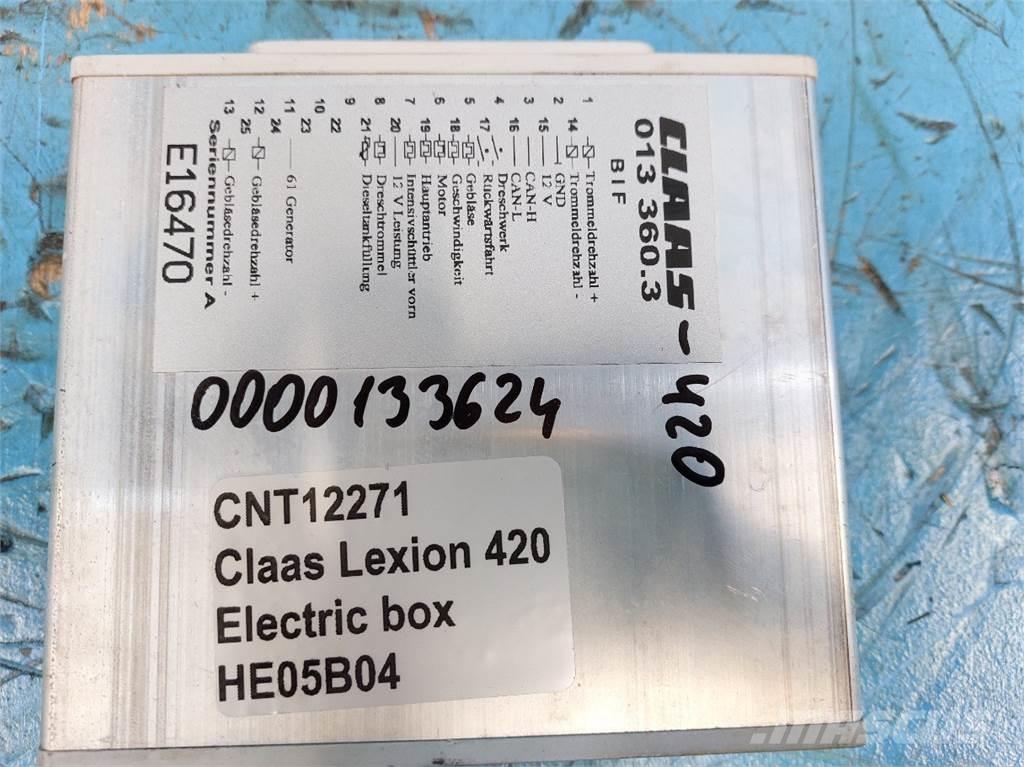 CLAAS-420
013 360.3
BIF
1 Trommeldrehzahl +
14 Trommeldrehzahl -
2 GND
15 12 V
3 CAN-H
16 CAN-L
4 Dreschwerk
17 Rückwärtsfahrt
5 Gebläse
18 Geschwindigkeit
6 Motor
19 Hauptantrieb
7 Intensivschüttler vorn
20 12 V Leistung
8 Dreschtrommel
21 Dieseltankfüllung
9
22
10
23
11 61 Generator
24
12 Gebläsedrehzahl +
25
13 Gebläsedrehzahl -
Seriennummer A
E16470
0000133624
CNT12271
Claas Lexion 420
Electric box
HE05B04
MASCUS